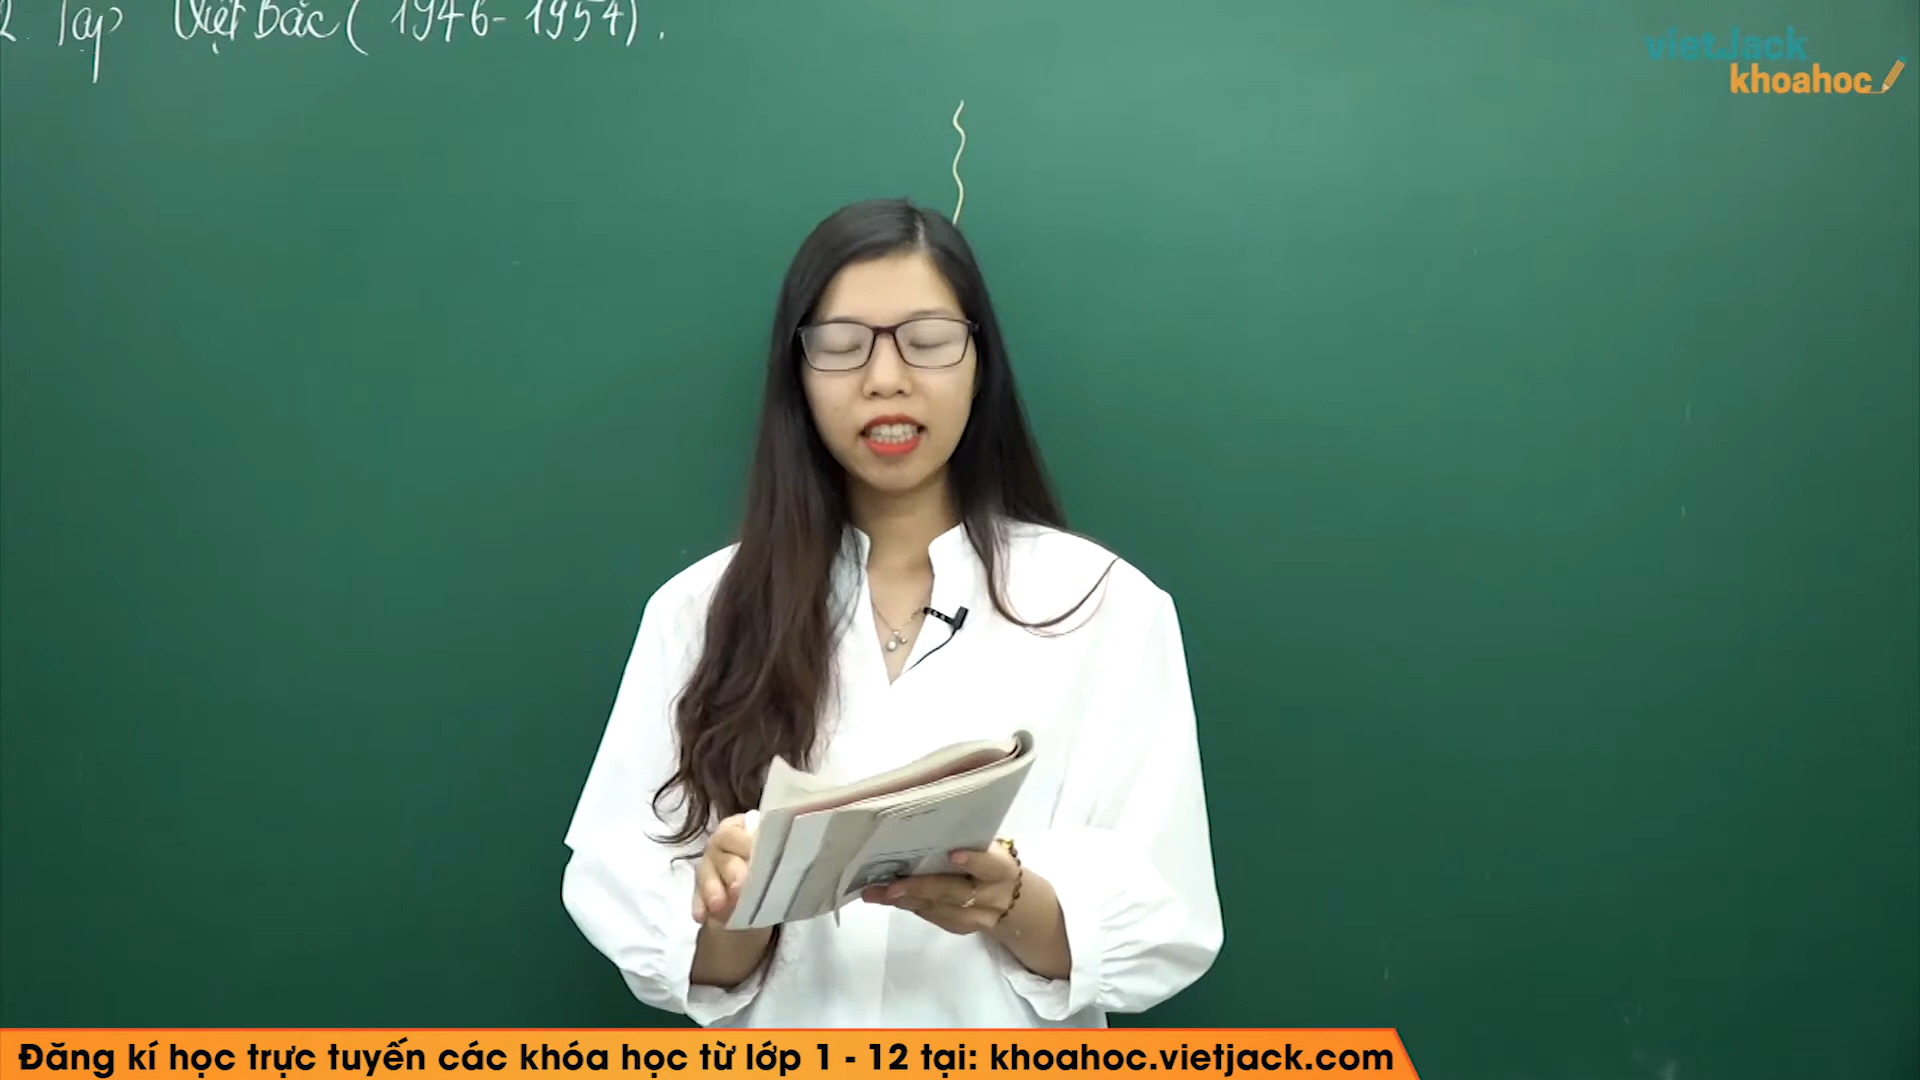 2. Tập Việt Bắc (1946-1954).
vietJack
khoahoc
Đăng kí học trực tuyến các khóa học từ lớp 1 - 12 tại: khoahoc.vietjack.com